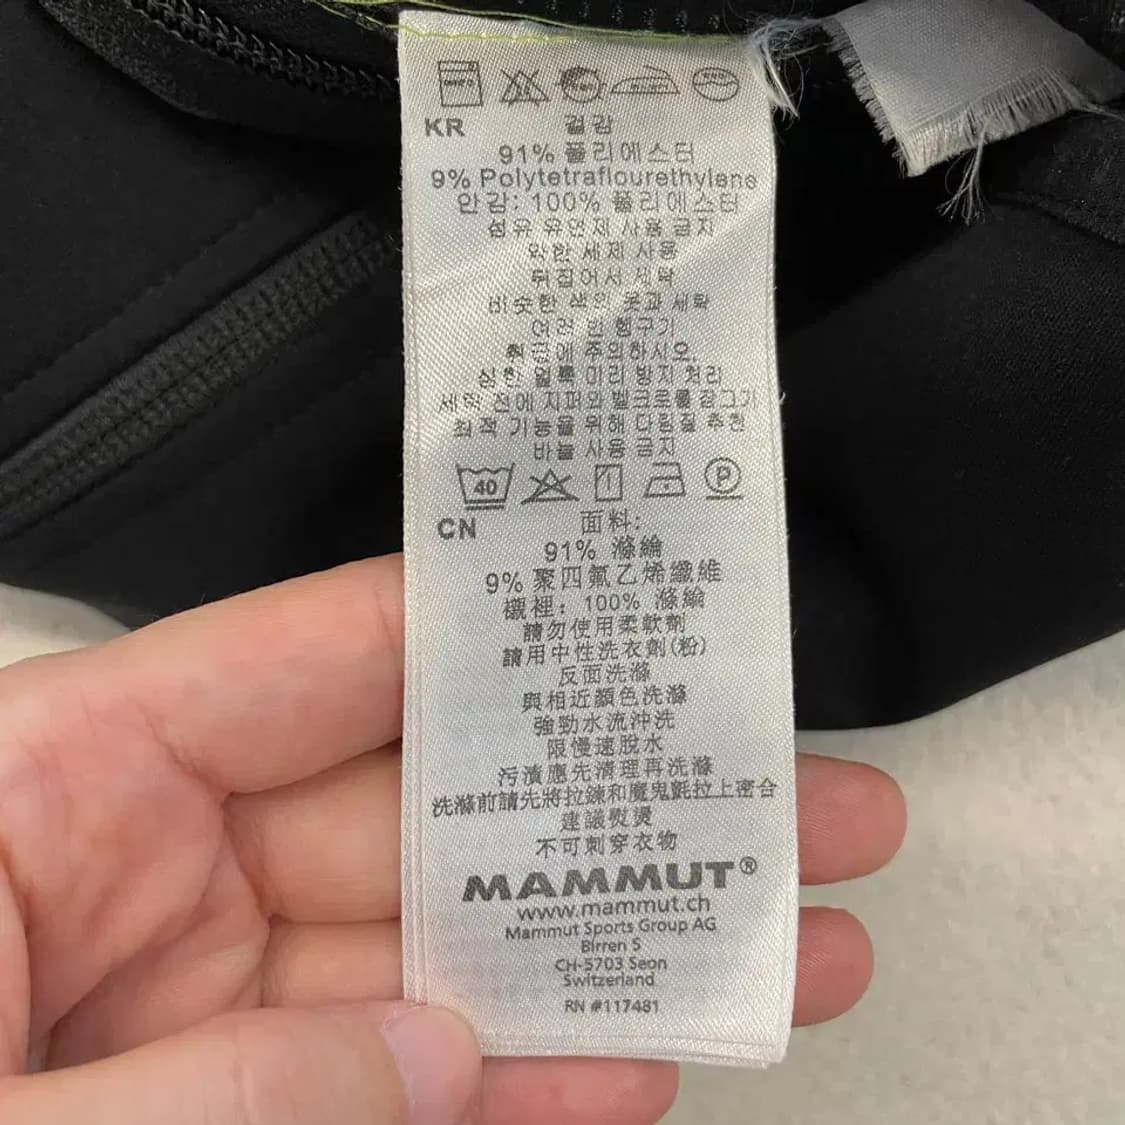 KR
겉감
91% 폴리에스터
9% Polytetraflourethylene
안감: 100% 폴리에스터
섬유 유연제 사용 금지
약한 세제 사용
뒤집어서 세탁
비슷한 색의 옷과 세탁
여러 번 헹구기
취급에 주의하시오.
심한 얼룩 미리 방지 처리
세탁 전에 지퍼와 벨크로를 잠그기
최적 기능을 위해 다림질 추천
바늘 사용 금지
40
P
CN
面料:
91% 滌綸
9% 聚四氟乙烯纖維
襯裡: 100% 滌綸
請勿使用柔軟劑
請用中性洗衣劑(粉)
反面洗滌
與相近顏色洗滌
強勁水流沖洗
限慢速脫水
污漬應先清理再洗滌
洗滌前請先將拉鍊和魔鬼氈拉上密合
建議熨燙
不可刺穿衣物
MAMMUT®
www.mammut.ch
Mammut Sports Group AG
Birren 5
CH-5703 Seon
Switzerland
RN #117481